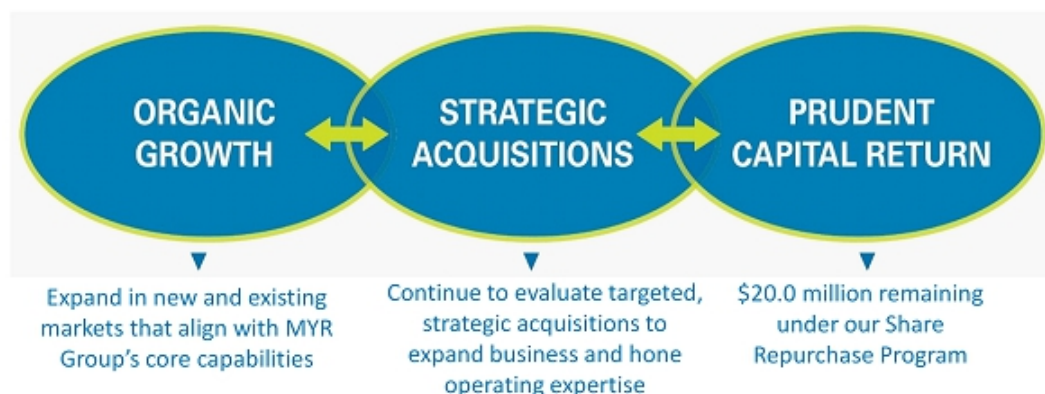 ORGANIC
GROWTH
STRATEGIC
ACQUISITIONS
PRUDENT
CAPITAL RETURN
Expand in new and existing
markets that align with MYR
Group's core capabilities
Continue to evaluate targeted,
strategic acquisitions to
expand business and hone
operating expertise
$20.0 million remaining
under our Share
Repurchase Program